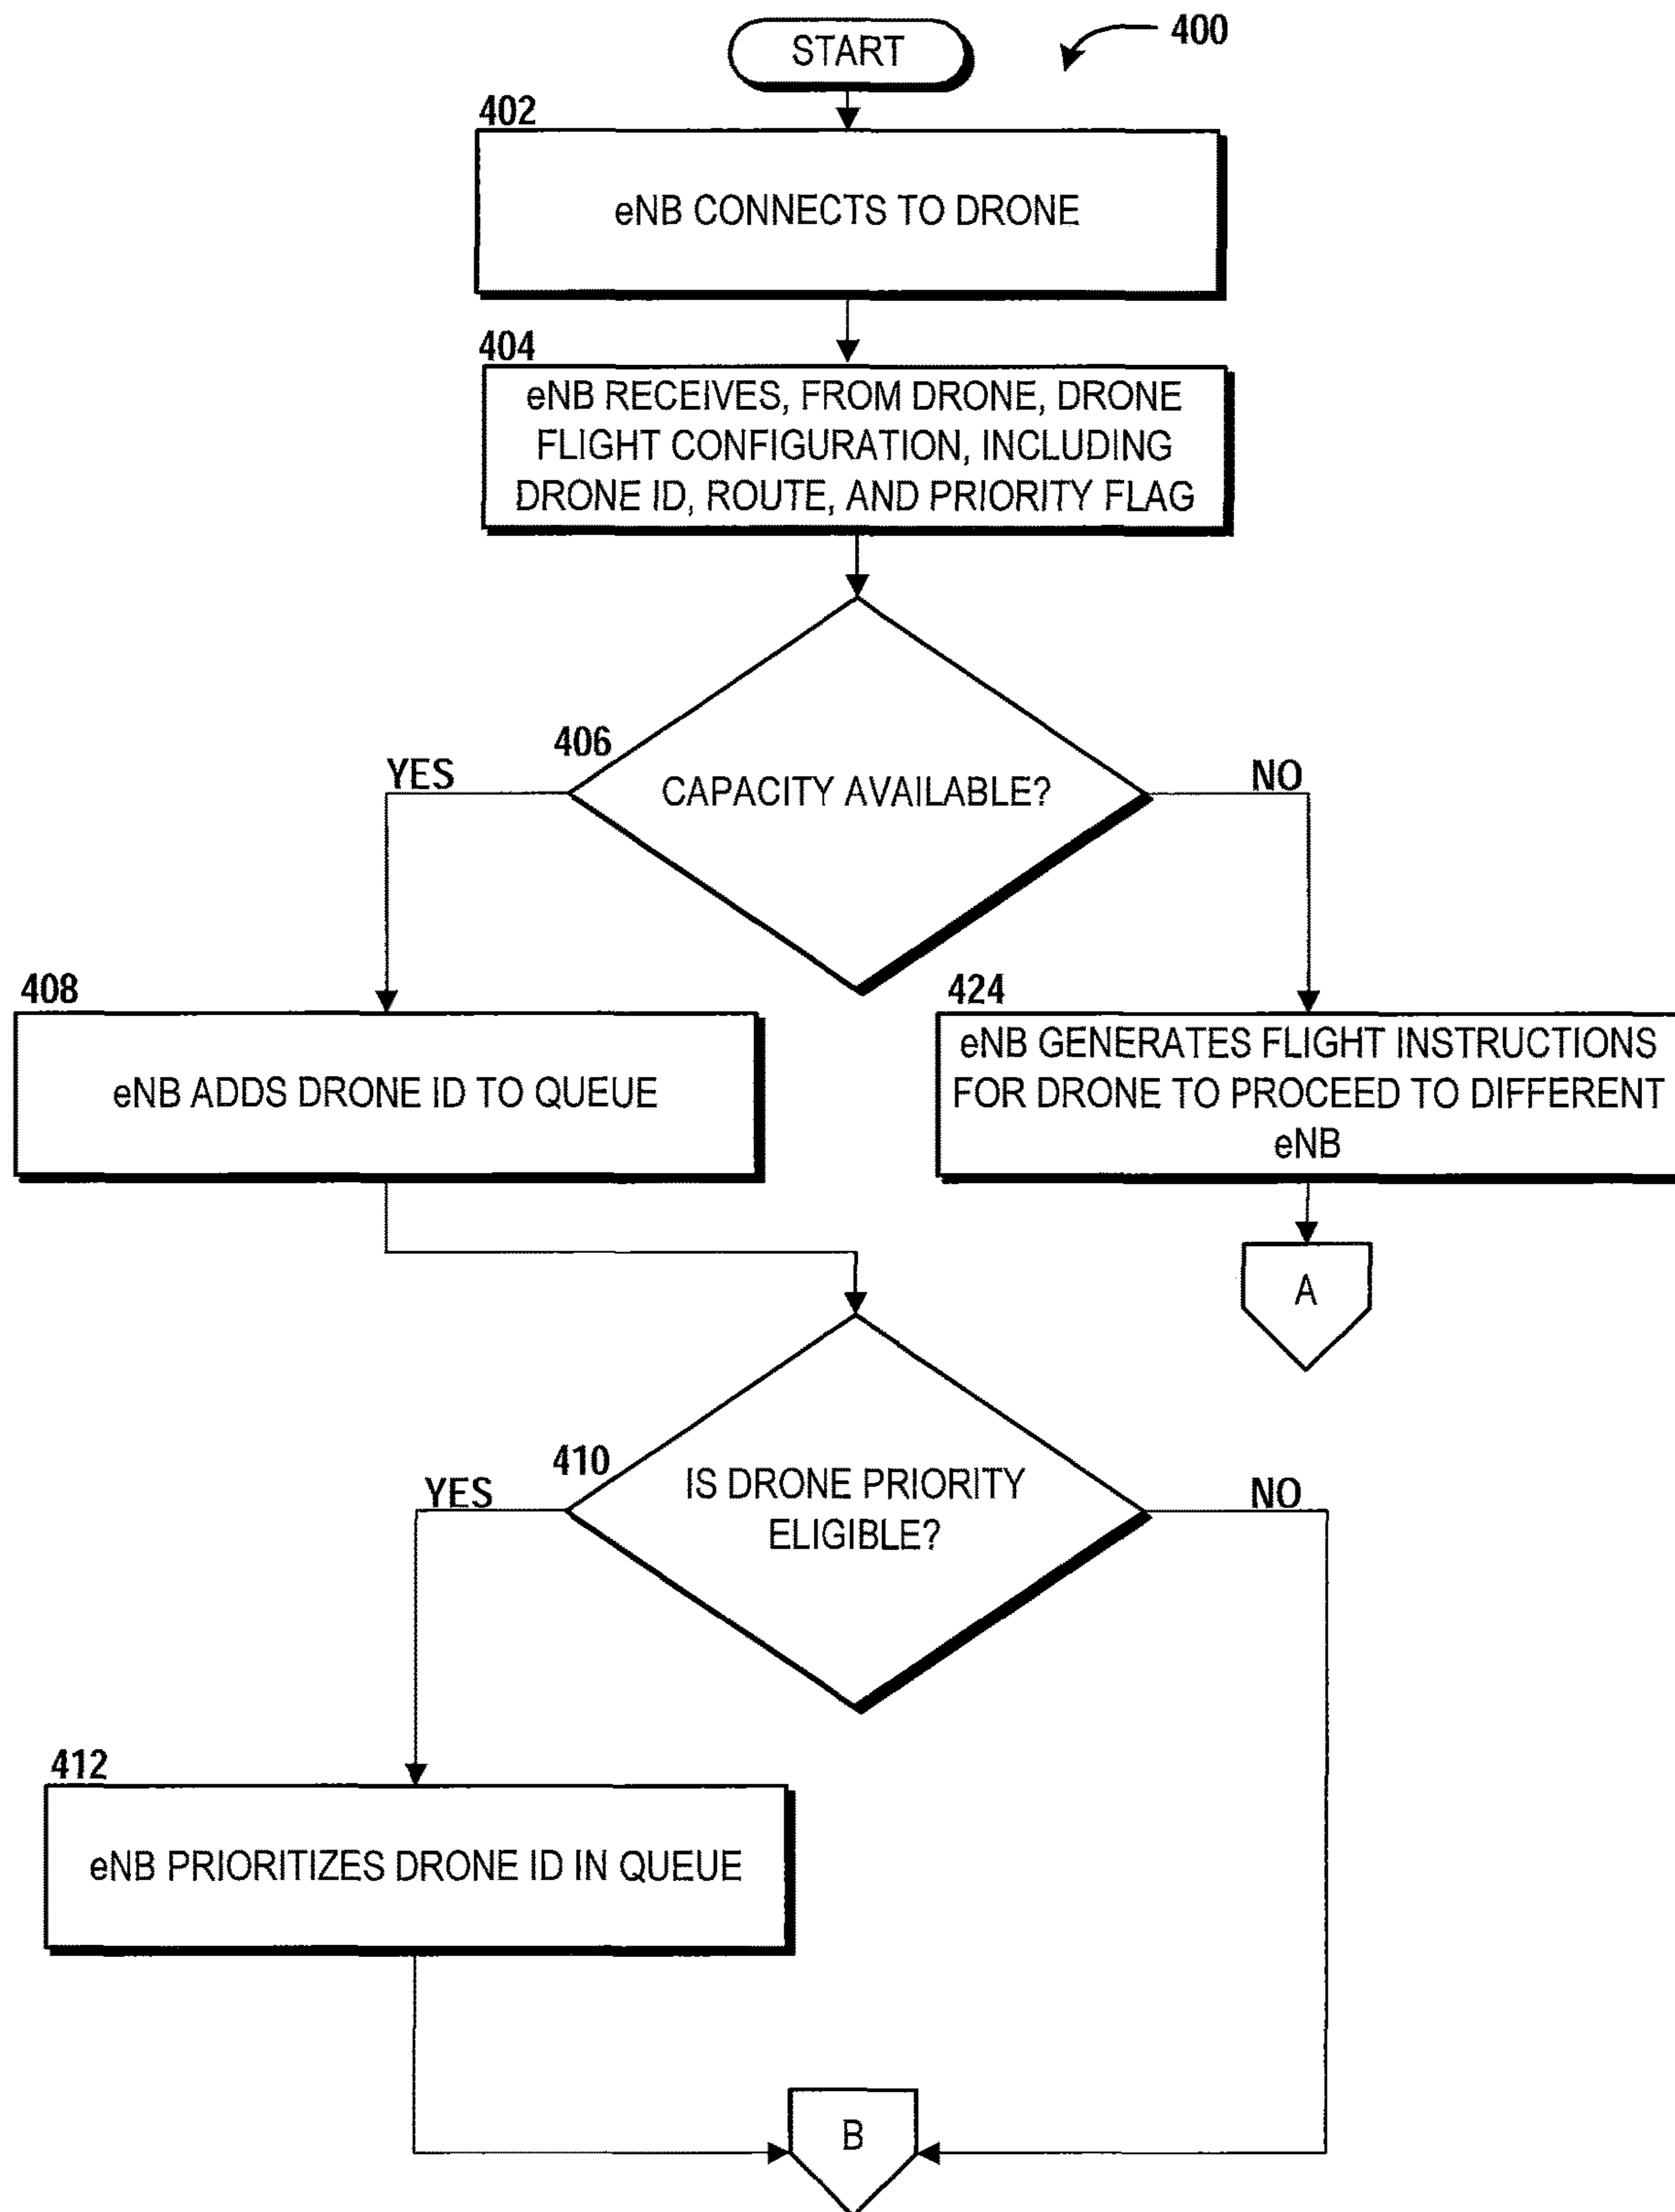 START
400
402
eNB CONNECTS TO DRONE
404
eNB RECEIVES, FROM DRONE, DRONE
FLIGHT CONFIGURATION, INCLUDING
DRONE ID, ROUTE, AND PRIORITY FLAG
406
CAPACITY AVAILABLE?
YES
NO
408
eNB ADDS DRONE ID TO QUEUE
424
eNB GENERATES FLIGHT INSTRUCTIONS
FOR DRONE TO PROCEED TO DIFFERENT
eNB
A
410
IS DRONE PRIORITY
ELIGIBLE?
YES
NO
412
eNB PRIORITIZES DRONE ID IN QUEUE
B